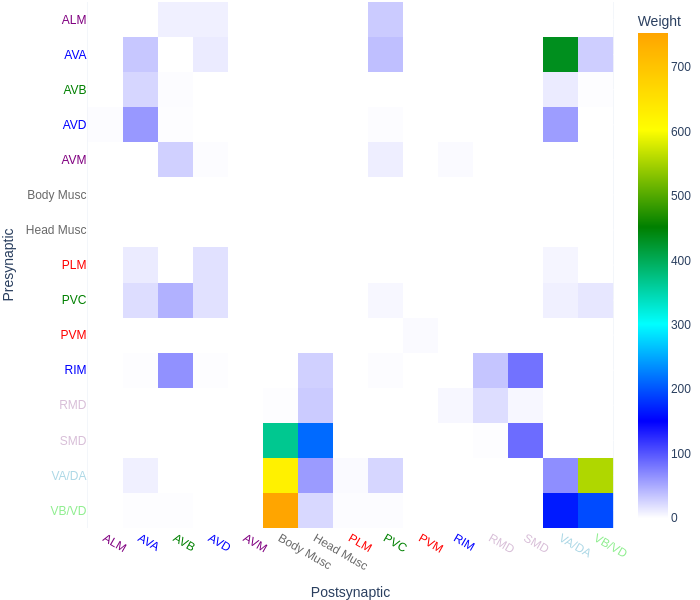 Weight
ALM
AVA
AVB
AVD
AVM
Body Musc
Head Musc
PLM
PVC
PVM
RIM
RMD
SMD
VA/DA
VB/VD
Presynaptic
700
600
500
400
300
200
100
0
ALM
AVA
AVB
AVD
AVM
Body Musc
Head Musc
PLM
PVC
PVM
RIM
RMD
SMD
VA/DA
VB/VD
Postsynaptic